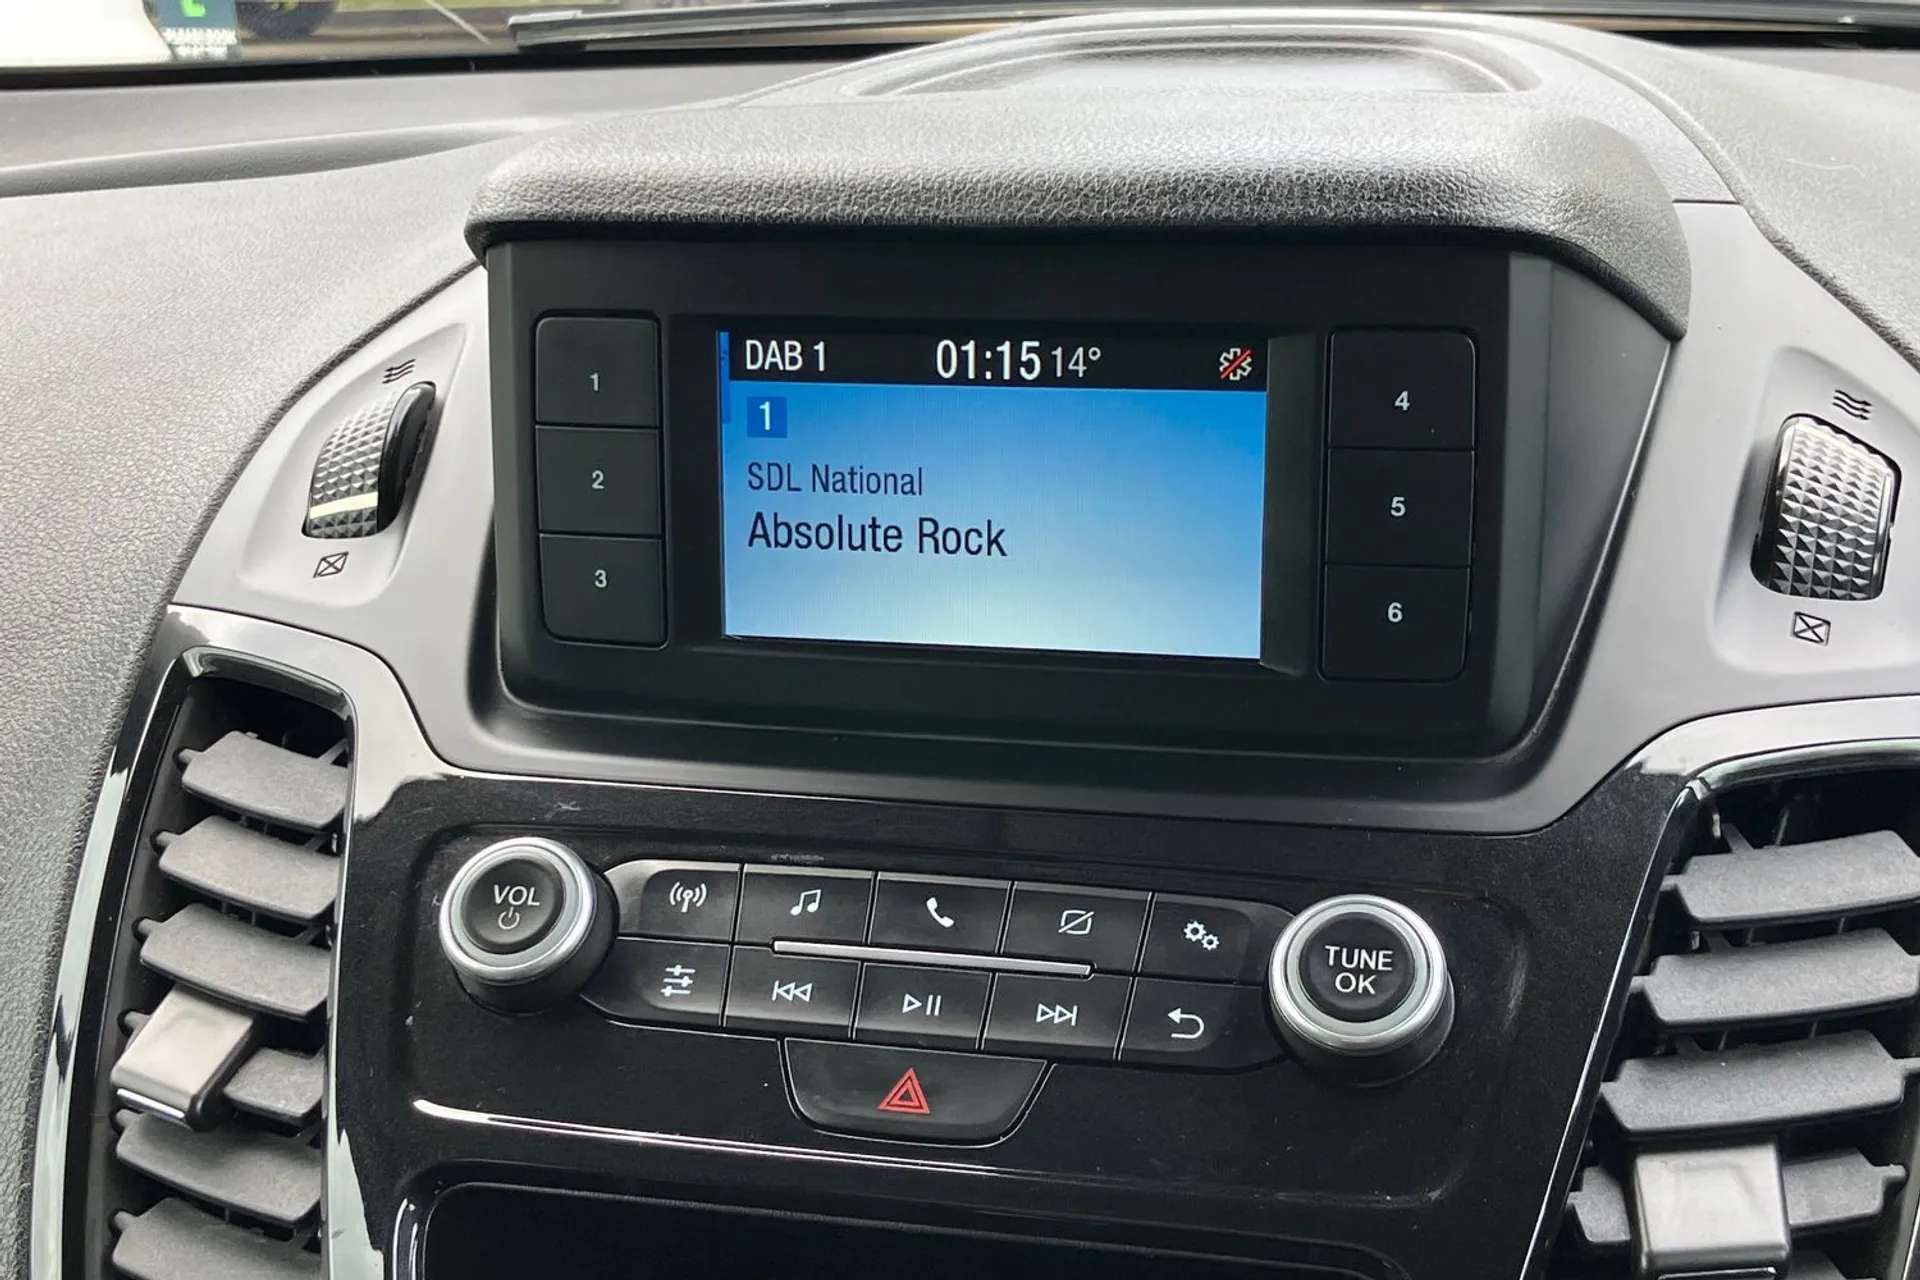 DAB 1 01:15 14°
1
SDL National
Absolute Rock
1
2
3
4
5
6
VOL
TUNE
OK